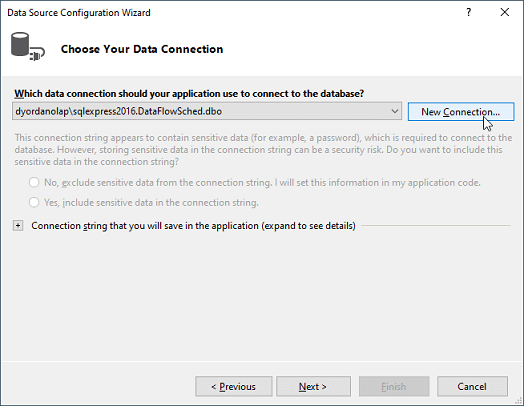 Data Source Configuration Wizard
Choose Your Data Connection
Which data connection should your application use to connect to the database?
dyordanolap\sqlexpress2016.DataFlowSched.dbo
New Connection...
This connection string appears to contain sensitive data (for example, a password), which is required to connect to the
database. However, storing sensitive data in the connection string can be a security risk. Do you want to include this
sensitive data in the connection string?
No, exclude sensitive data from the connection string. I will set this information in my application code.
Yes, include sensitive data in the connection string.
Connection string that you will save in the application (expand to see details)
< Previous
Next >
Finish
Cancel